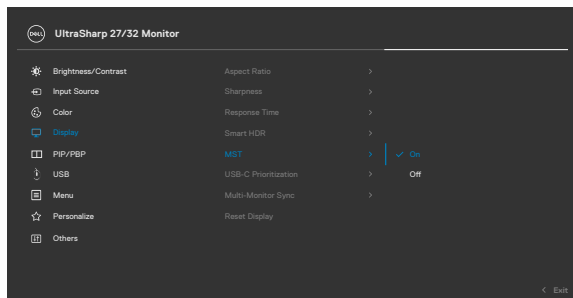 DELL UltraSharp 27/32 Monitor
Brightness/Contrast Aspect Ratio >
Input Source Sharpness >
Color Response Time >
Display Smart HDR >
PIP/PBP MST > ✓ On
USB USB-C Prioritization > Off
Menu Multi-Monitor Sync >
Personalize Reset Display
Others
< Exit